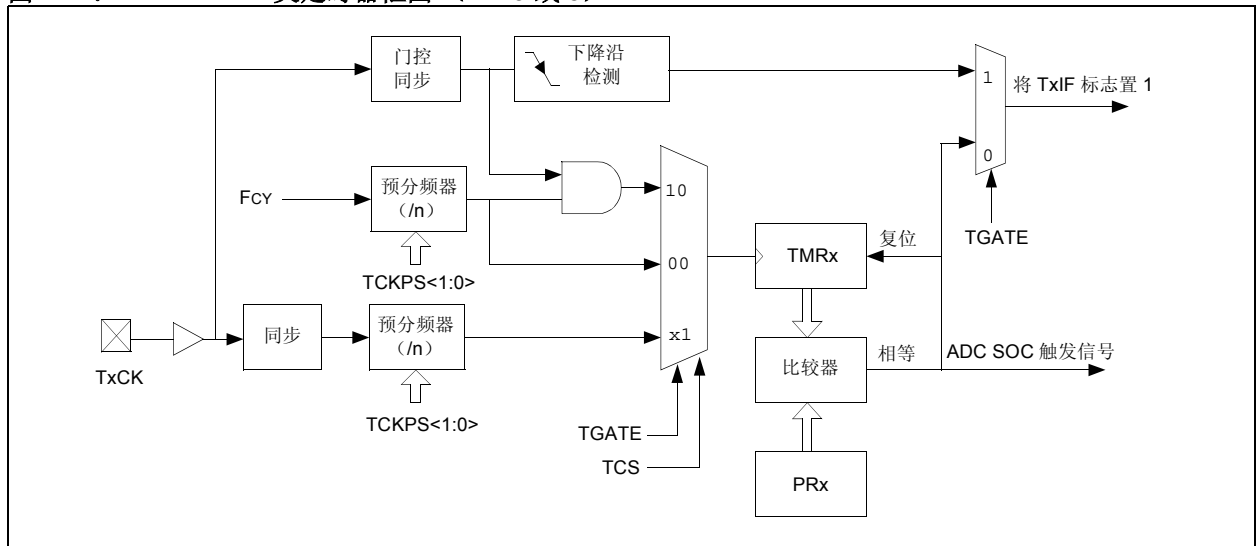 门控
同步
下降沿
检测
1
将 TxIF 标志置 1
0
TGATE
FCY
预分频器
（/n）
TCKPS<1:0>
10
00
x1
TMRx
复位
TxCK
同步
预分频器
（/n）
TCKPS<1:0>
比较器
相等
ADC SOC 触发信号
TGATE
TCS
PRx